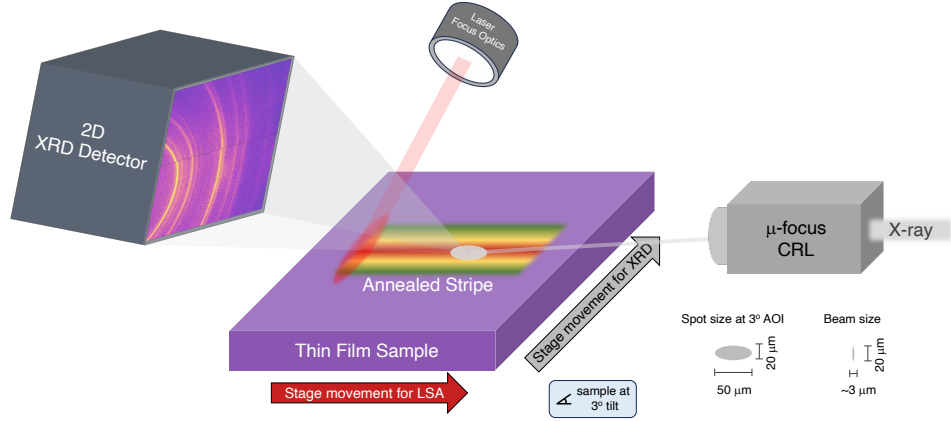 Laser
Focus Optics
2D
XRD Detector
μ-focus
CRL
X-ray
Annealed Stripe
Stage movement for XRD
Thin Film Sample
Stage movement for LSA
sample at
3º tilt
Spot size at 3º AOI
20 μm
50 μm
Beam size
20 μm
~3 μm